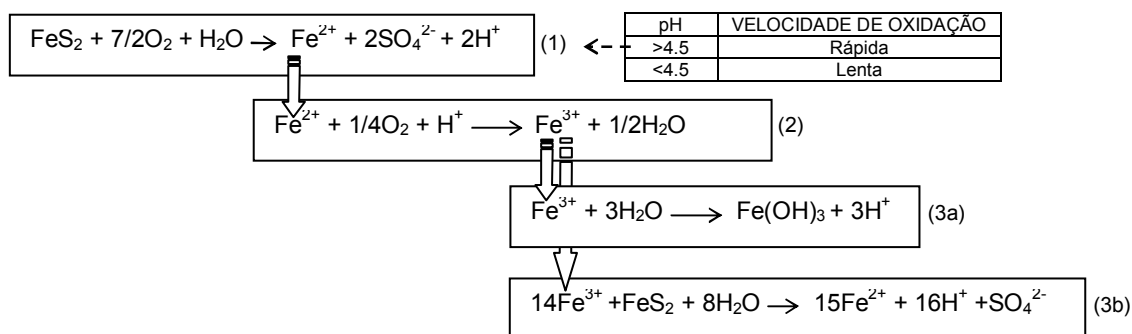 pH VELOCIDADE DE OXIDAÇÃO
FeS₂ + 7/2O₂ + H₂O → Fe²⁺ + 2SO₄²⁻ + 2H⁺ (1)
>4.5 Rápida
<4.5 Lenta
Fe²⁺ + 1/4O₂ + H⁺ → Fe³⁺ + 1/2H₂O (2)
Fe³⁺ + 3H₂O → Fe(OH)₃ + 3H⁺ (3a)
14Fe³⁺ +FeS₂ + 8H₂O → 15Fe²⁺ + 16H⁺ +SO₄²⁻ (3b)